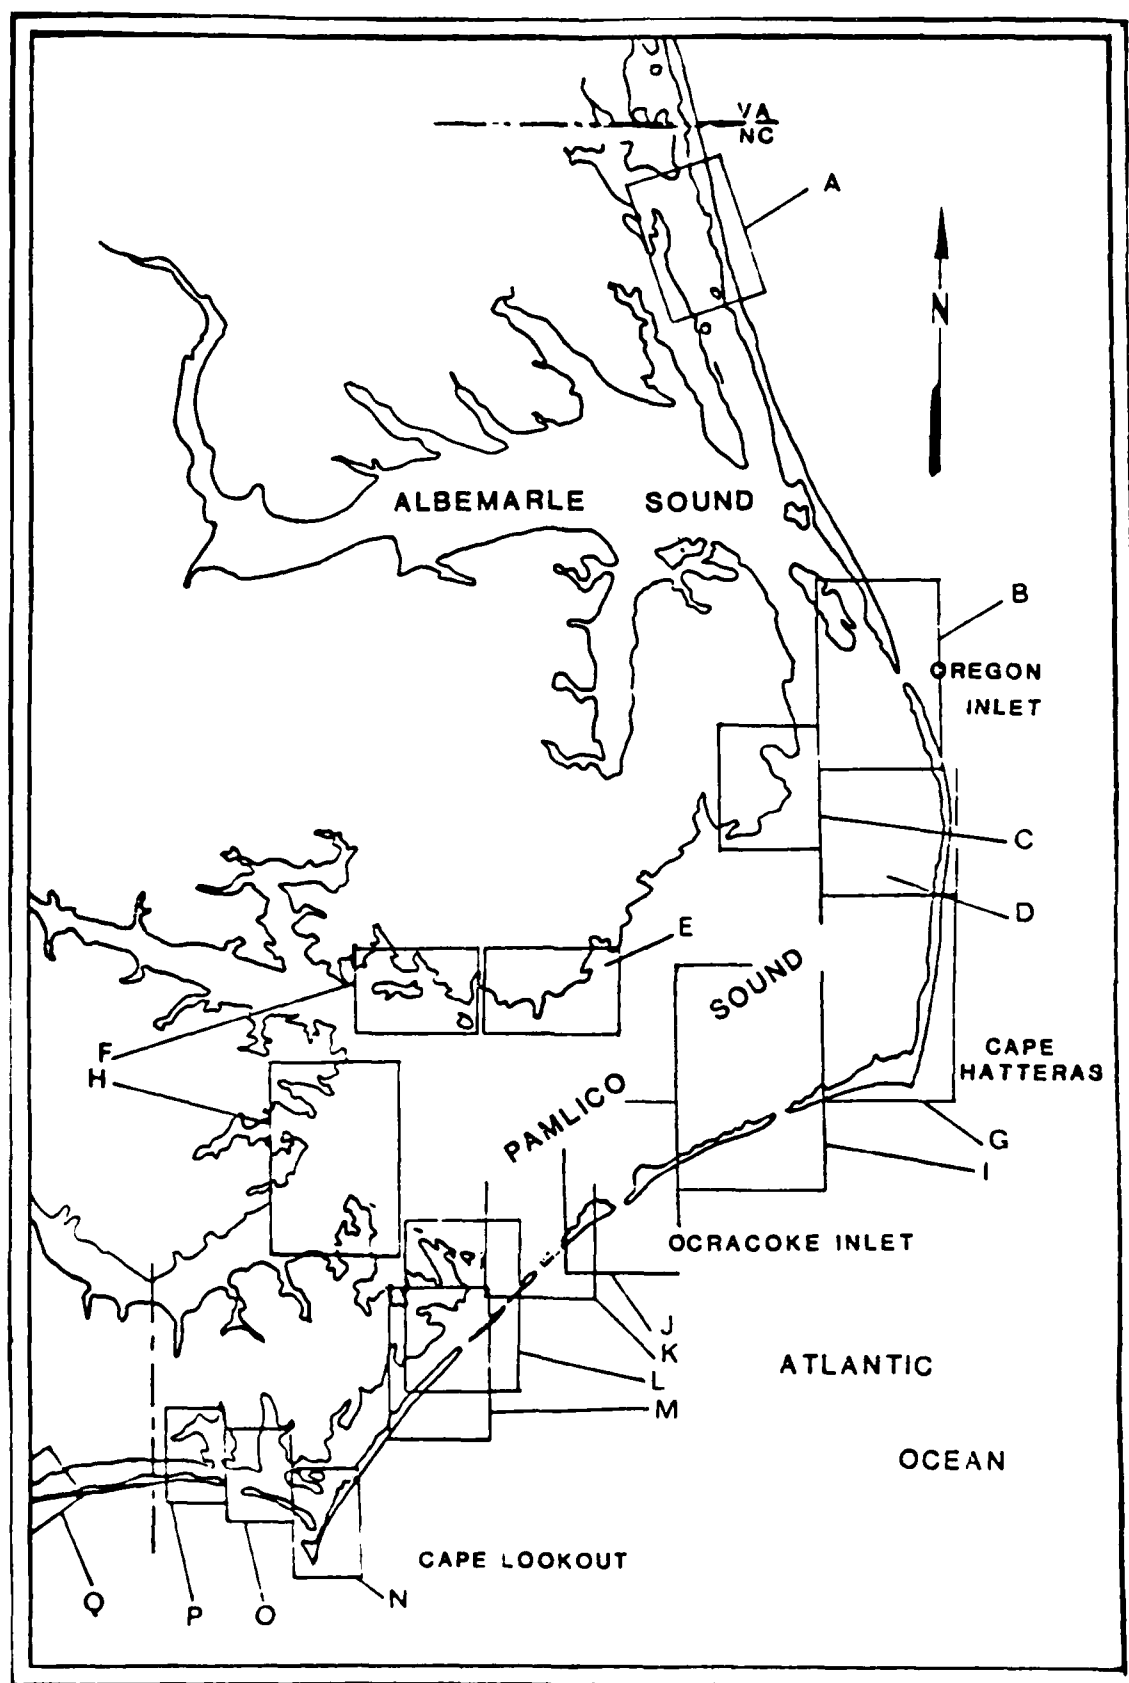 VA
NC
A
N
ALBEMARLE SOUND
B
OREGON
INLET
C
D
E
SOUND
F
CAPE
HATTERAS
H
PAMLICO
G
I
OCRACOKE INLET
J
K
ATLANTIC
L
M
OCEAN
CAPE LOOKOUT
N
Q
P
O